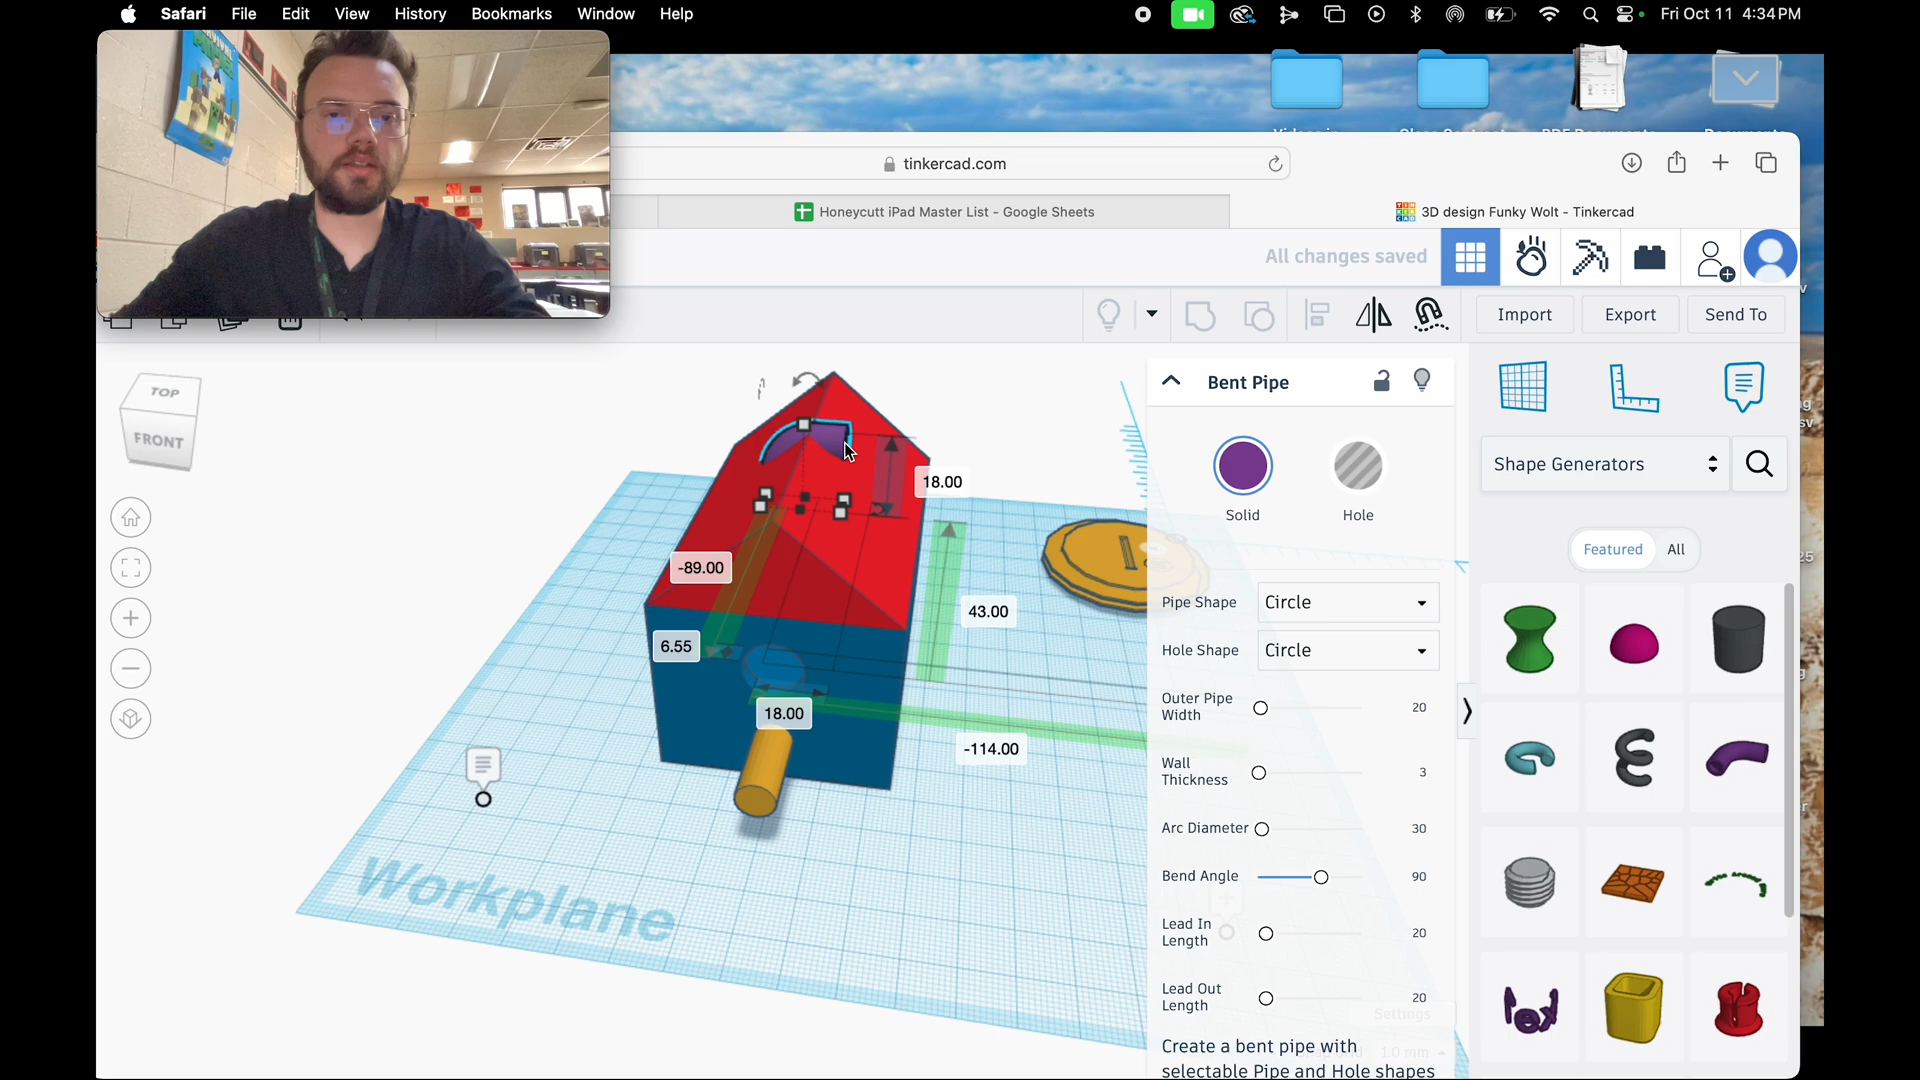 Safari File Edit View History Bookmarks Window Help Fri Oct 11 4:34 PM
tinkercad.com
Honeycutt iPad Master List - Google Sheets
3D design Funky Wolt - Tinkercad
All changes saved
Import Export Send To
TOP
FRONT
Bent Pipe
Solid Hole
Pipe Shape Circle
Hole Shape Circle
Outer Pipe Width 20
Wall Thickness 3
Arc Diameter 30
Bend Angle 90
Lead In Length 20
Lead Out Length 20
Settings
Create a bent pipe with
1.0 mm
selectable Pipe and Hole shapes
Shape Generators
Featured All
18.00
-89.00
43.00
6.55
18.00
-114.00
Workplane